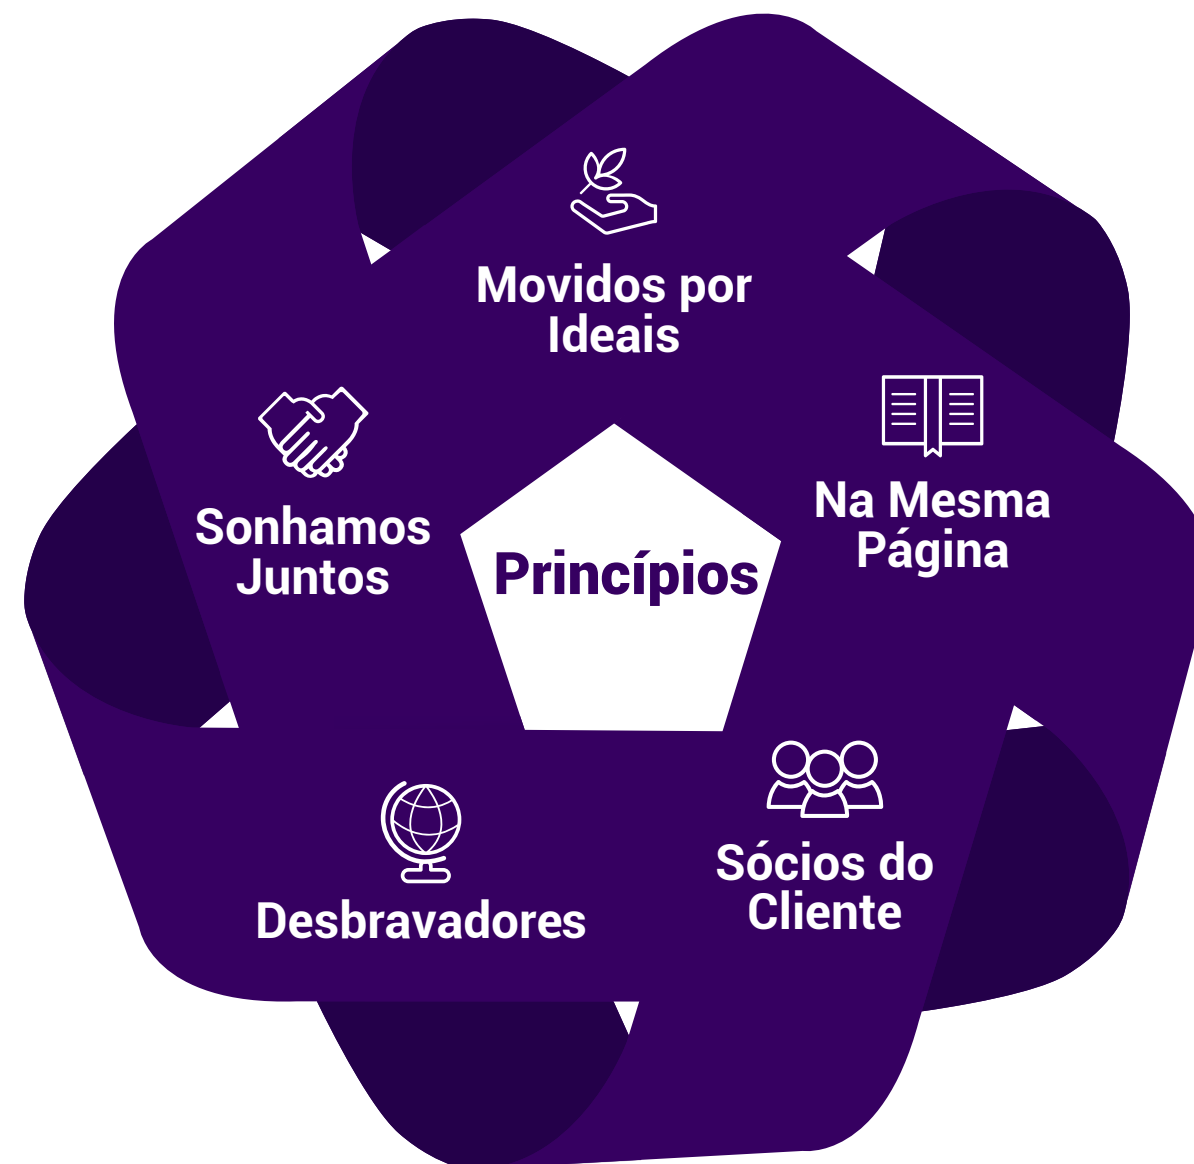 Movidos por
Ideais
Na Mesma
Página
Sonhamos
Juntos
Princípios
Sócios do
Cliente
Desbravadores